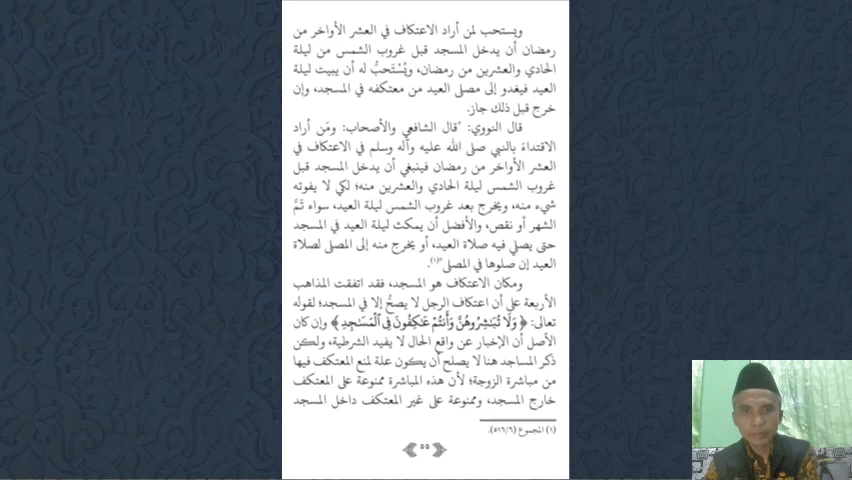 ويستحب لمن أراد الاعتكاف في العشر الأواخر من
رمضان أن يدخل المسجد قبل غروب الشمس من ليلة
الحادي والعشرين من رمضان، ويُسْتَحبُّ له أن يبيت ليلة
العيد فيغدو إلى مصلى العيد من معتكفه في المسجد، وإن
خرج قبل ذلك جاز.
قال النووي: "قال الشافعي والأصحاب: ومَن أراد
الاقتداءَ بالنبي صلى الله عليه وآله وسلم في الاعتكاف في
العشر الأواخر من رمضان فينبغي أن يدخل المسجد قبل
غروب الشمس ليلة الحادي والعشرين منه؛ لكي لا يفوته
شيء منه، ويخرج بعد غروب الشمس ليلة العيد، سواء تَمَّ
الشهر أو نقص، والأفضل أن يمكث ليلة العيد في المسجد
حتى يصلي فيه صلاة العيد، أو يخرج منه إلى المصلى لصلاة
العيد إن صلوها في المصلى"(١).
ومكان الاعتكاف هو المسجد، فقد اتفقت المذاهب
الأربعة على أن اعتكاف الرجل لا يصحُّ إلا في المسجد؛ لقوله
تعالى: ﴿وَلَا تُبَٰشِرُوهُنَّ وَأَنتُمْ عَٰكِفُونَ فِي ٱلْمَسَٰجِدِ﴾ وإن كان
الأصل أن الإخبار عن واقع الحال لا يفيد الشرطية، ولكن
ذكر المساجد هنا لا يصلح أن يكون علة لمنع المعتكف فيها
من مباشرة الزوجة؛ لأن هذه المباشرة ممنوعة على المعتكف
خارج المسجد، وممنوعة على غير المعتكف داخل المسجد
(١) المجموع (٥١٦/٦).
٥٥